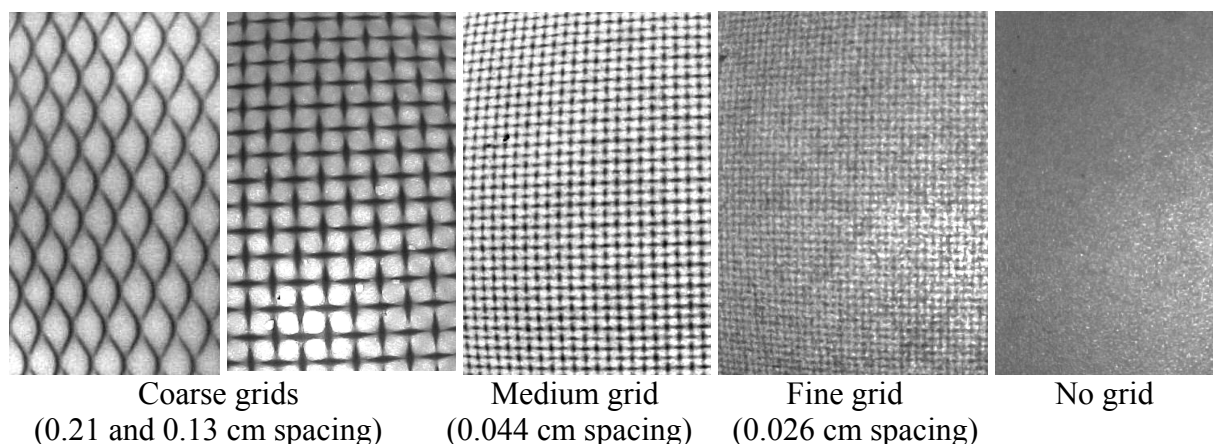 Coarse grids
(0.21 and 0.13 cm spacing)
Medium grid
(0.044 cm spacing)
Fine grid
(0.026 cm spacing)
No grid